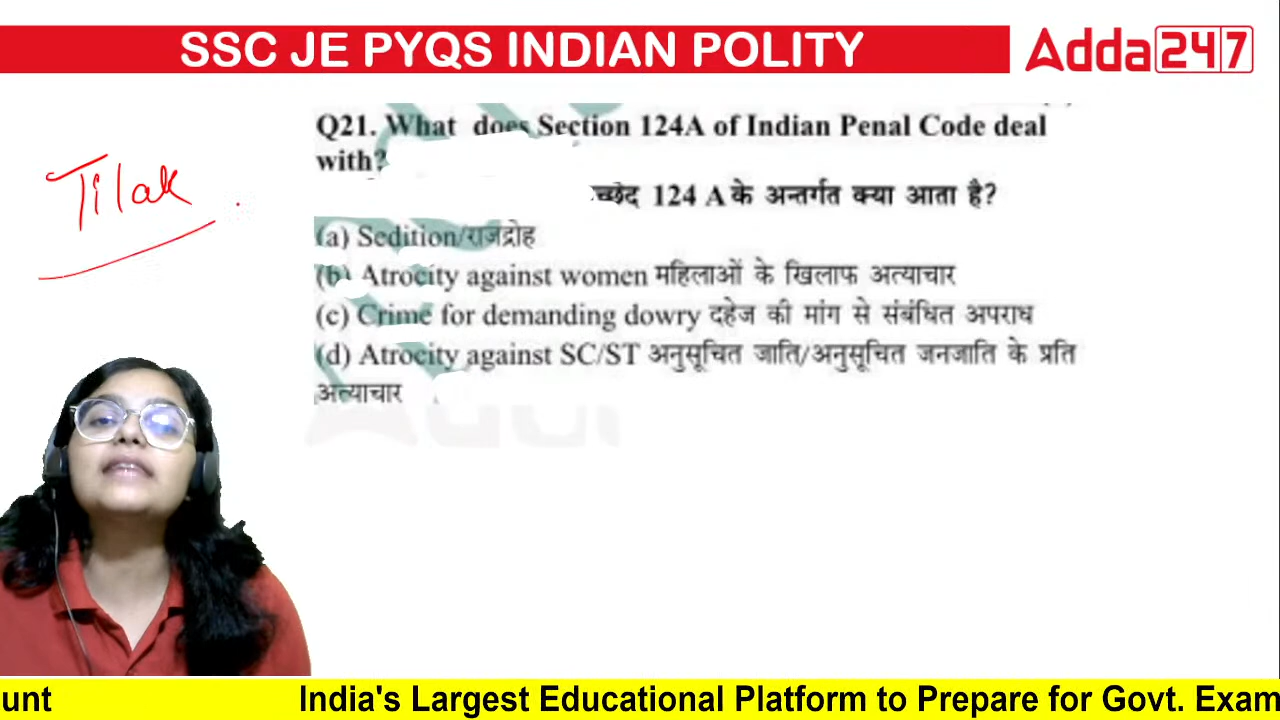 SSC JE PYQS INDIAN POLITY
Adda247
Q21. What does Section 124A of Indian Penal Code deal
with?
124 A के अन्तर्गत क्या आता है?
Tilak
(a) Sedition/राजद्रोह
(b) Atrocity against women महिलाओं के खिलाफ अत्याचार
(c) Crime for demanding dowry दहेज की मांग से संबंधित अपराध
(d) Atrocity against SC/ST अनुसूचित जाति/अनुसूचित जनजाति के प्रति
अत्याचार
unt India's Largest Educational Platform to Prepare for Govt. Exam